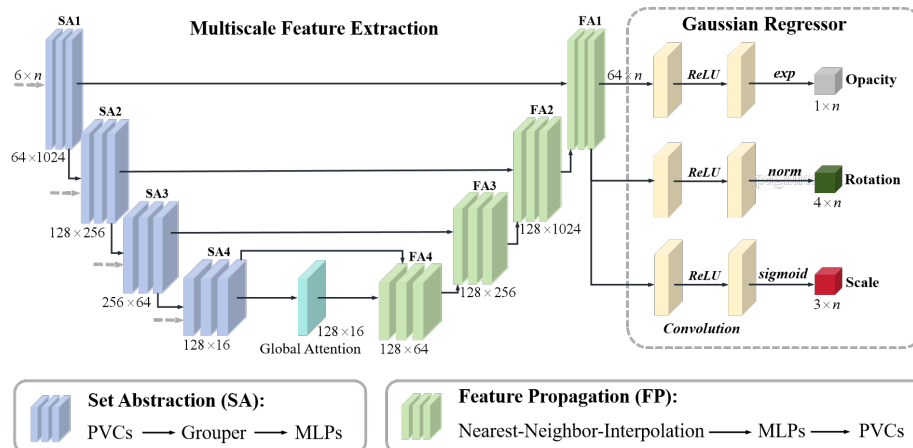 Multiscale Feature Extraction
Gaussian Regressor
SA1
6×n
64×1024
SA2
128×256
SA3
256×64
SA4
128×16
Global Attention
128×16
FA4
128×64
FA3
128×256
FA2
128×1024
FA1
64×n
ReLU
exp
Opacity
1×n
ReLU
norm
Rotation
4×n
ReLU
sigmoid
Scale
3×n
Convolution
Set Abstraction (SA):
PVCs Grouper MLPs
Feature Propagation (FP):
Nearest-Neighbor-Interpolation MLPs PVCs